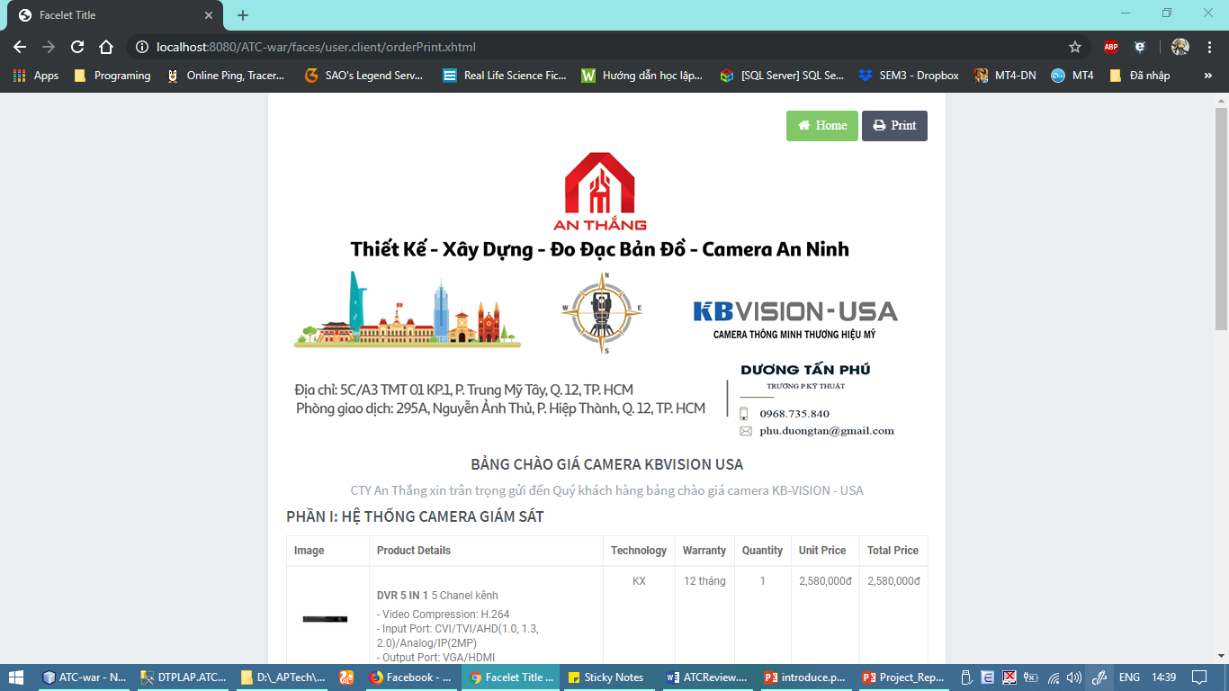 Facelet Title
localhost:8080/ATC-war/faces/user.client/orderPrint.xhtml
ABP
Apps
Programing
Online Ping, Tracer...
SAO's Legend Serv...
Real Life Science Fic...
W
Hướng dẫn học lập...
[SQL Server] SQL Se...
SEM3 - Dropbox
MT4-DN
MT4
Đã nhập
»
Home
Print
AN THẮNG
Thiết Kế - Xây Dựng - Đo Đạc Bản Đồ - Camera An Ninh
N
W E
S
KBVISION-USA
CAMERA THÔNG MINH THƯƠNG HIỆU MỸ
DƯƠNG TẤN PHÚ
TRƯỞNG P KỸ THUẬT
Địa chỉ: 5C/A3 TMT 01 KP.1, P. Trung Mỹ Tây, Q. 12, TP. HCM
Phòng giao dịch: 295A, Nguyễn Ảnh Thủ, P. Hiệp Thành, Q. 12, TP. HCM
0968.735.840
phu.duongtan@gmail.com
BẢNG CHÀO GIÁ CAMERA KBVISION USA
CTY An Thắng xin trân trọng gửi đến Quý khách hàng bảng chào giá camera KB-VISION - USA
PHẦN I: HỆ THỐNG CAMERA GIÁM SÁT
Image Product Details Technology Warranty Quantity Unit Price Total Price
KX 12 tháng 1 2,580,000đ 2,580,000đ
DVR 5 IN 1 5 Chanel kênh
- Video Compression: H.264
- Input Port: CVI/TVI/AHD(1.0, 1.3,
2.0)/Analog/IP(2MP)
- Output Port: VGA/HDMI
ATC-war - N...
DTPLAP.ATC...
D:\_APTech\...
Facebook - ...
Facelet Title ...
Sticky Notes
ATCReview....
introduce.p...
Project_Rep...
ENG
14:39